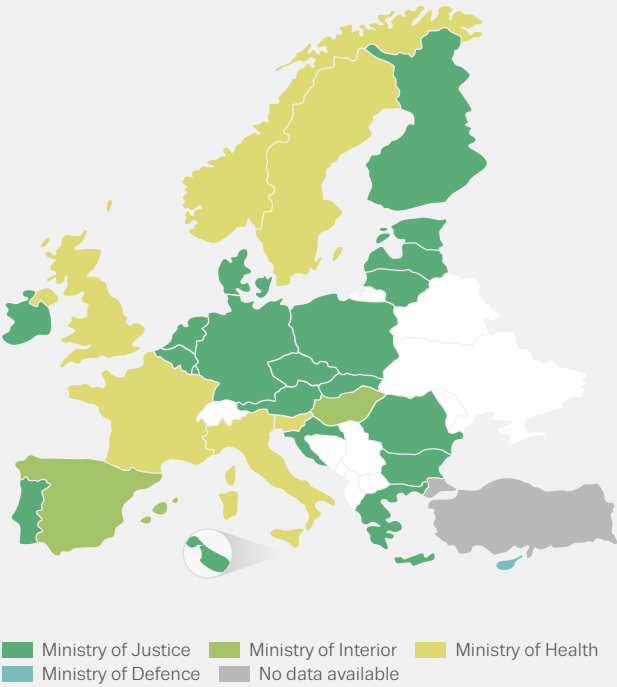 Ministry of Justice Ministry of Interior Ministry of Health
Ministry of Defence No data available